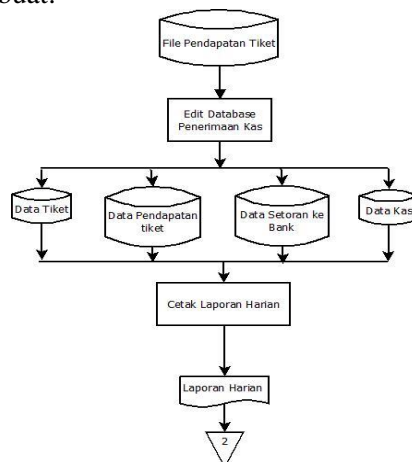 File Pendapatan Tiket
Edit Database
Penerimaan Kas
Data Tiket
Data Pendapatan
tiket
Data Setoran ke
Bank
Data Kas
Cetak Laporan Harian
Laporan Harian
2